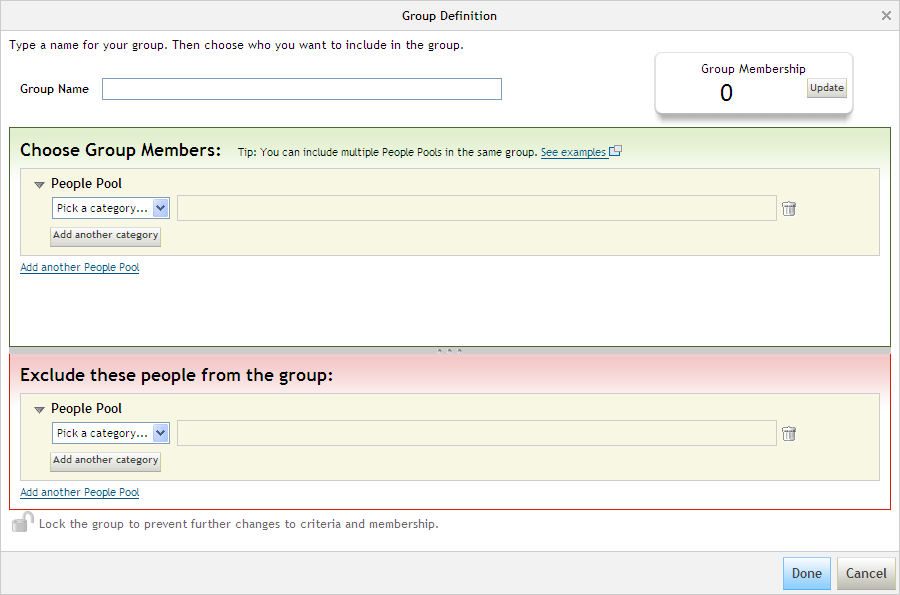 Group Definition
Type a name for your group. Then choose who you want to include in the group.
Group Membership
Group Name
0
Update
Choose Group Members: Tip: You can include multiple People Pools in the same group. See examples
People Pool
Pick a category...
Add another category
Add another People Pool
Exclude these people from the group:
People Pool
Pick a category...
Add another category
Add another People Pool
Lock the group to prevent further changes to criteria and membership.
Done Cancel